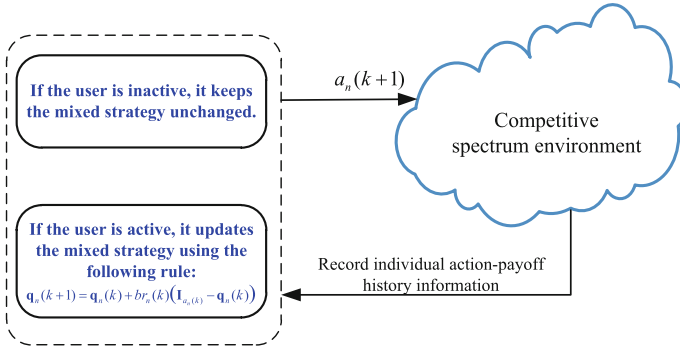 If the user is inactive, it keeps
the mixed strategy unchanged.
a_n(k+1)
Competitive
spectrum environment
If the user is active, it updates
the mixed strategy using the
following rule:
q_n(k+1) = q_n(k) + br_n(k)(I_{a_n(k)} − q_n(k))
Record individual action-payoff
history information